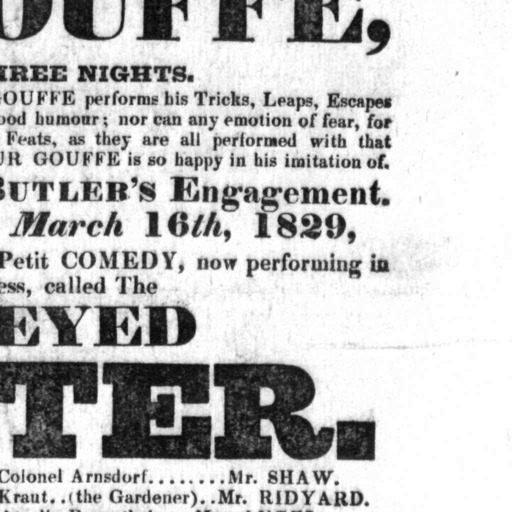 OUFFE,
HREE NIGHTS.
GOUFFE performs his Tricks, Leaps, Escapes
ood humour; nor can any emotion of fear, for
Feats, as they are all performed with that
UR GOUFFE is so happy in his imitation of.
BUTLER'S Engagement.
March 16th, 1829,
Petit COMEDY, now performing in
ess, called The
EYED
TER.
Colonel Arnsdorf........Mr. SHAW.
Kraut..(the Gardener)..Mr. RIDYARD.